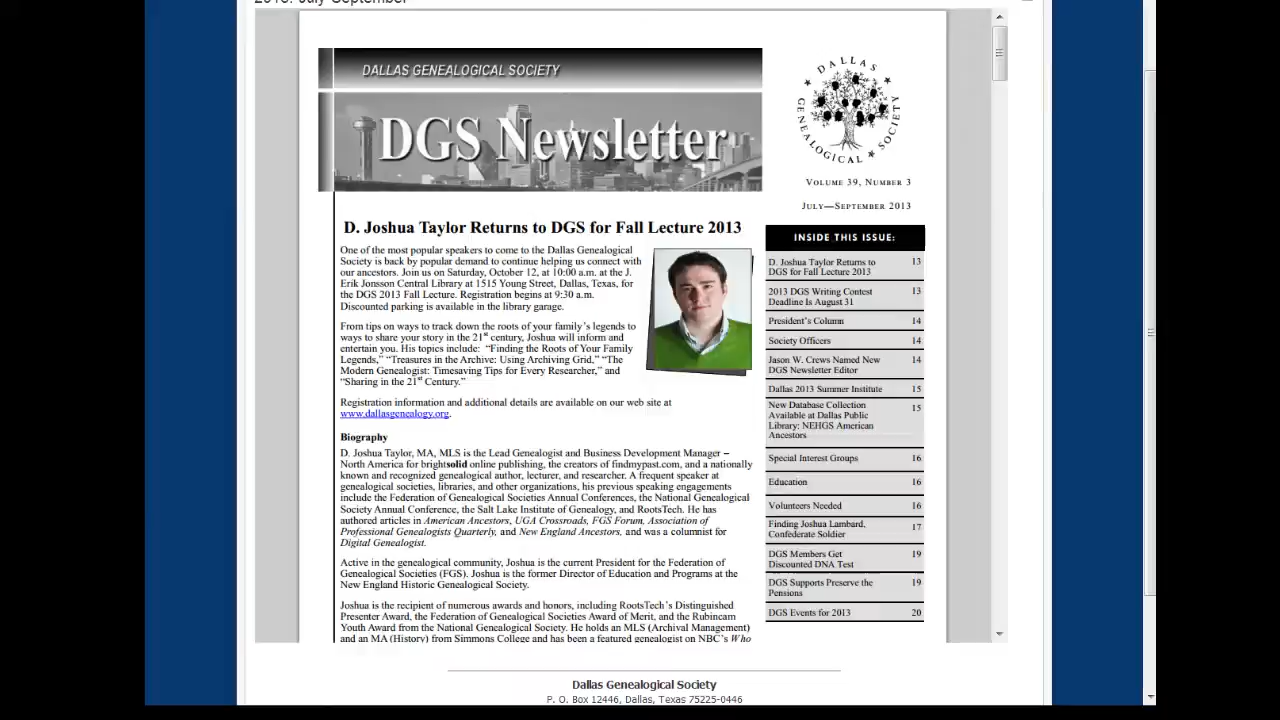 2013: July-September
DALLAS GENEALOGICAL SOCIETY
DGS Newsletter
DALLAS GENEALOGICAL SOCIETY
VOLUME 39, NUMBER 3
JULY—SEPTEMBER 2013
D. Joshua Taylor Returns to DGS for Fall Lecture 2013
One of the most popular speakers to come to the Dallas Genealogical
Society is back by popular demand to continue helping us connect with
our ancestors. Join us on Saturday, October 12, at 10:00 a.m. at the J.
Erik Jonsson Central Library at 1515 Young Street, Dallas, Texas, for
the DGS 2013 Fall Lecture. Registration begins at 9:30 a.m.
Discounted parking is available in the library garage.
From tips on ways to track down the roots of your family's legends to
ways to share your story in the 21st century, Joshua will inform and
entertain you. His topics include: "Finding the Roots of Your Family
Legends," "Treasures in the Archive: Using Archiving Grid," "The
Modern Genealogist: Timesaving Tips for Every Researcher," and
"Sharing in the 21st Century."
Registration information and additional details are available on our web site at
www.dallasgenealogy.org.
Biography
D. Joshua Taylor, MA, MLS is the Lead Genealogist and Business Development Manager –
North America for brightsolid online publishing, the creators of findmypast.com, and a nationally
known and recognized genealogical author, lecturer, and researcher. A frequent speaker at
genealogical societies, libraries, and other organizations, his previous speaking engagements
include the Federation of Genealogical Societies Annual Conferences, the National Genealogical
Society Annual Conference, the Salt Lake Institute of Genealogy, and RootsTech. He has
authored articles in American Ancestors, UGA Crossroads, FGS Forum, Association of
Professional Genealogists Quarterly, and New England Ancestors, and was a columnist for
Digital Genealogist.
Active in the genealogical community, Joshua is the current President for the Federation of
Genealogical Societies (FGS). Joshua is the former Director of Education and Programs at the
New England Historic Genealogical Society.
Joshua is the recipient of numerous awards and honors, including RootsTech's Distinguished
Presenter Award, the Federation of Genealogical Societies Award of Merit, and the Rubincam
Youth Award from the National Genealogical Society. He holds an MLS (Archival Management)
and an MA (History) from Simmons College and has been a featured genealogist on NBC's Who
INSIDE THIS ISSUE:
D. Joshua Taylor Returns to 13
DGS for Fall Lecture 2013
2013 DGS Writing Contest 13
Deadline Is August 31
President's Column 14
Society Officers 14
Jason W. Crews Named New 14
DGS Newsletter Editor
Dallas 2013 Summer Institute 15
New Database Collection 15
Available at Dallas Public
Library: NEHGS American
Ancestors
Special Interest Groups 16
Education 16
Volunteers Needed 16
Finding Joshua Lambard, 17
Confederate Soldier
DGS Members Get 19
Discounted DNA Test
DGS Supports Preserve the 19
Pensions
DGS Events for 2013 20
Dallas Genealogical Society
P. O. Box 12446, Dallas, Texas 75225-0446